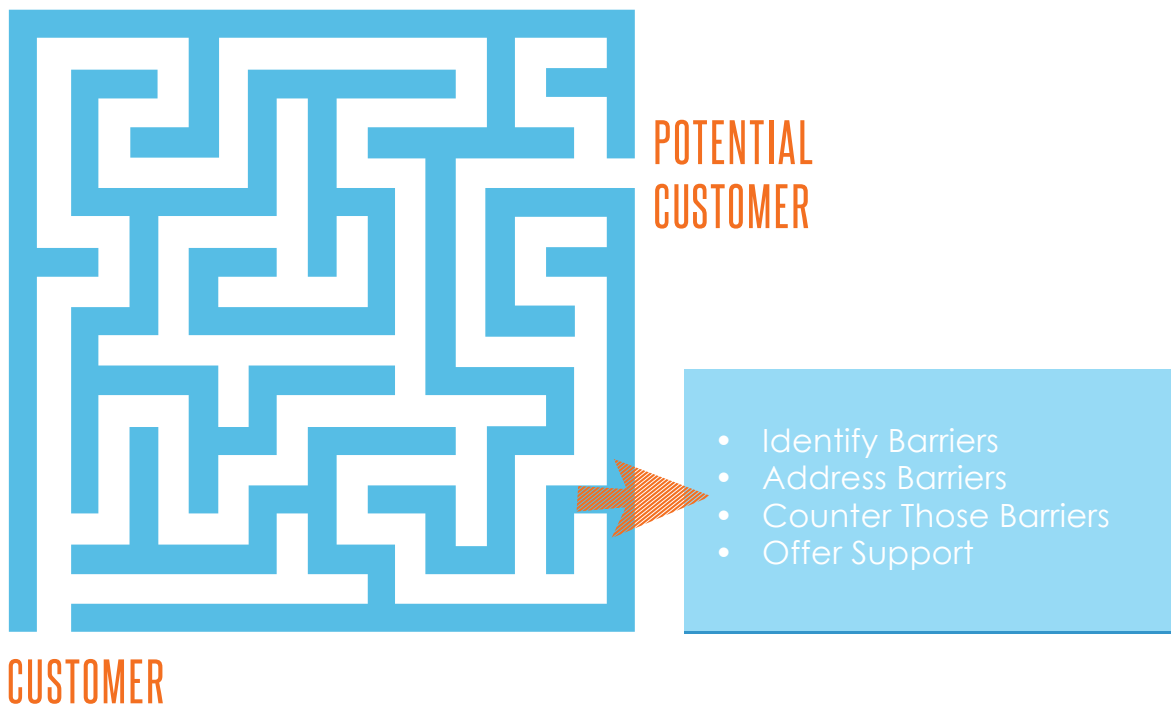 POTENTIAL
CUSTOMER
• Identify Barriers
• Address Barriers
• Counter Those Barriers
• Offer Support
CUSTOMER